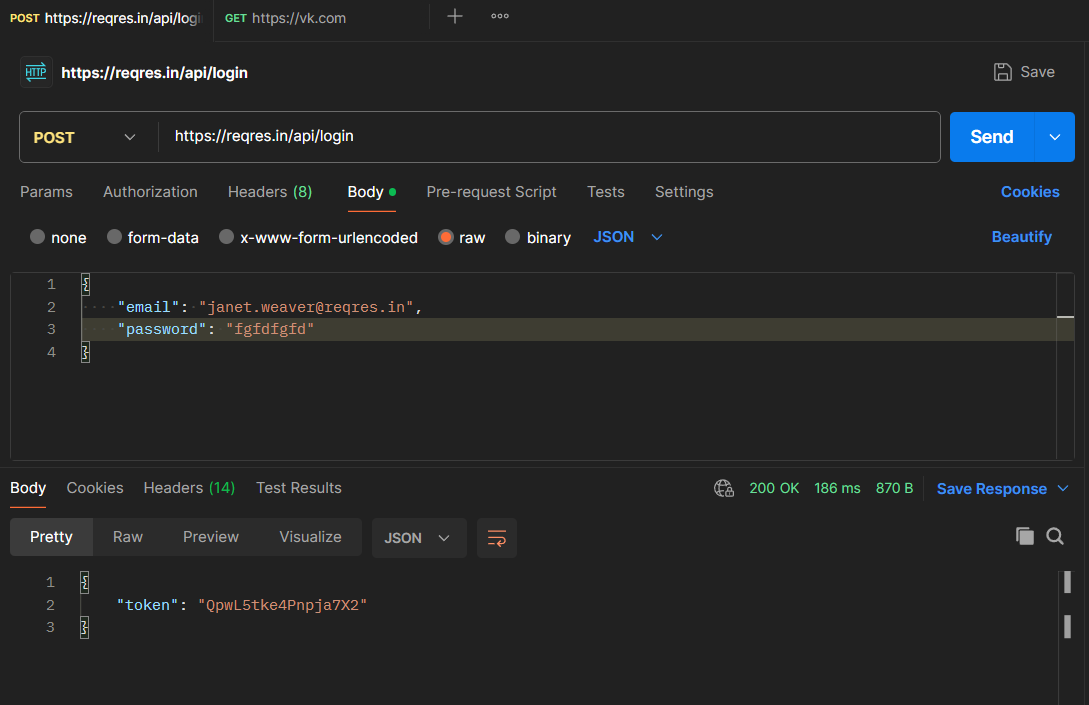 POST https://reqres.in/api/logi GET https://vk.com
HTTP https://reqres.in/api/login Save
POST https://reqres.in/api/login Send
Params Authorization Headers (8) Body Pre-request Script Tests Settings Cookies
none form-data x-www-form-urlencoded raw binary JSON Beautify
1 {
2 "email": "janet.weaver@reqres.in",
3 "password": "fgfdfgfd"
4 }
Body Cookies Headers (14) Test Results 200 OK 186 ms 870 B Save Response
Pretty Raw Preview Visualize JSON
1 {
2 "token": "QpwL5tke4Pnpja7X2"
3 }